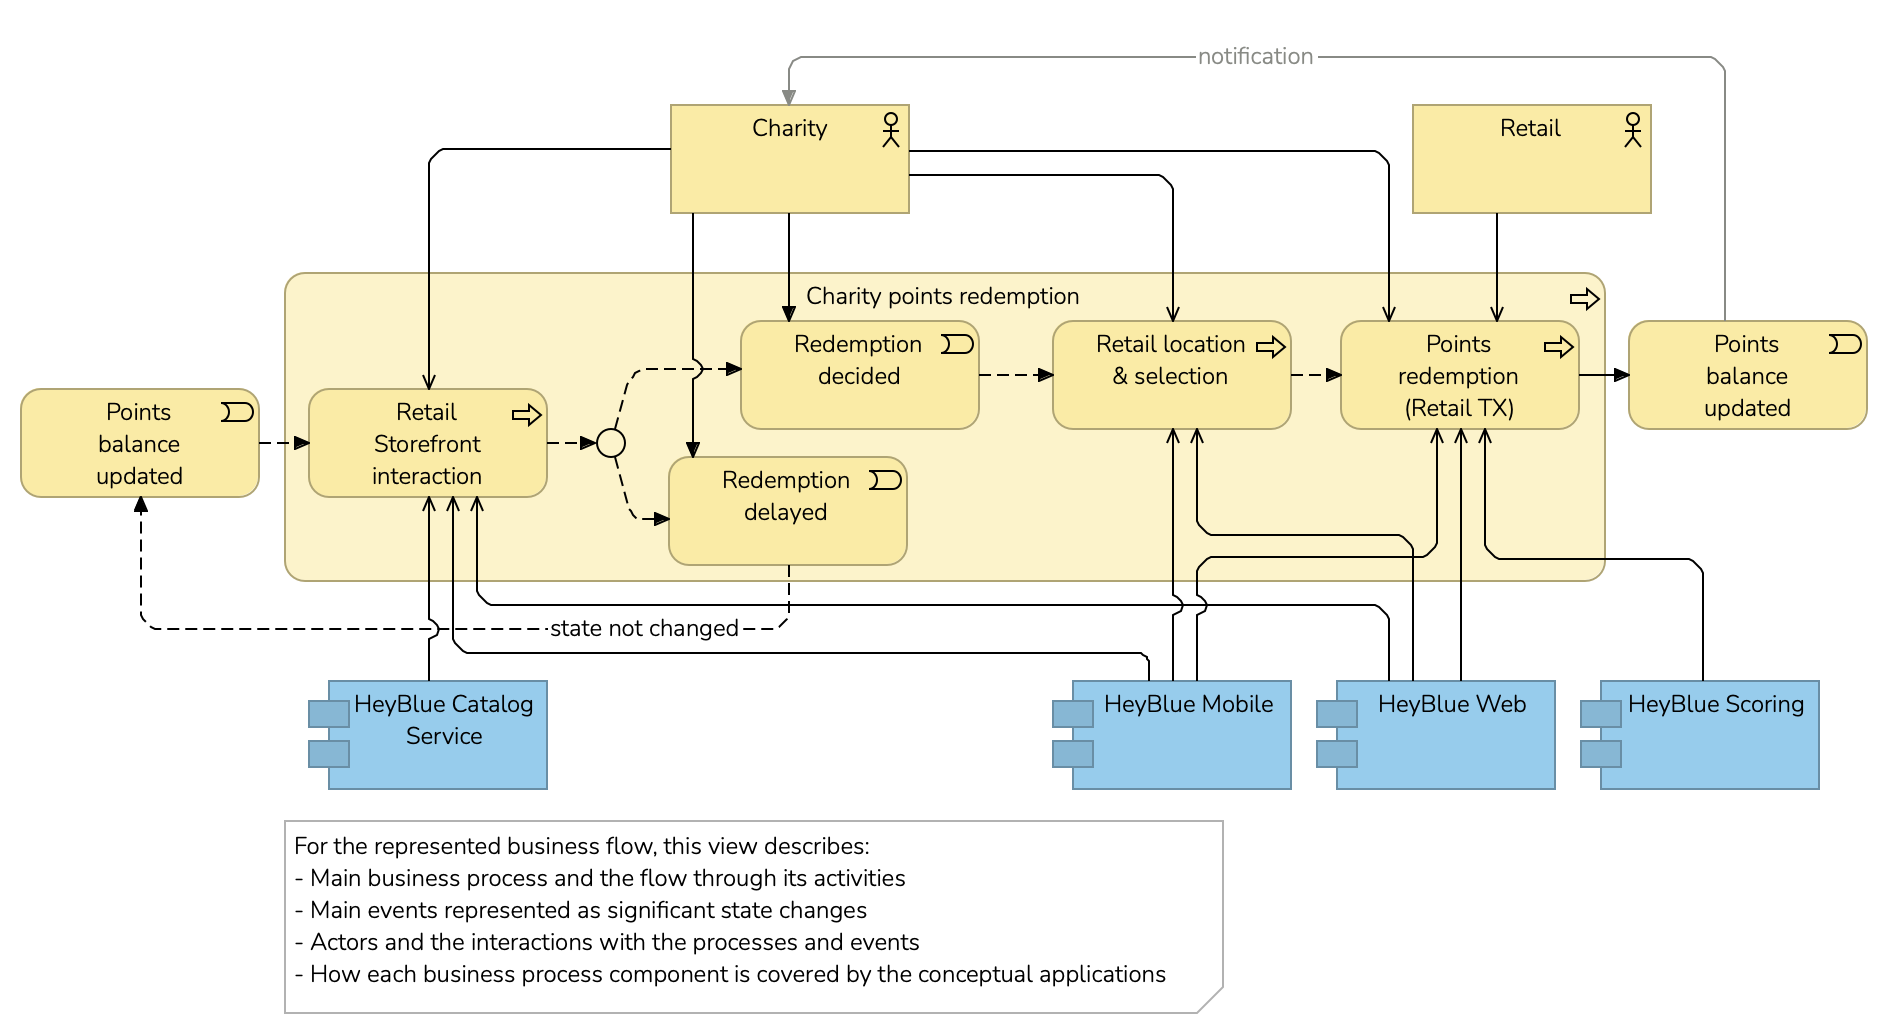 notification
Charity
Retail
Charity points redemption
Redemption
decided
Retail location
& selection
Points
redemption
(Retail TX)
Points
balance
updated
Points
balance
updated
Retail
Storefront
interaction
Redemption
delayed
state not changed
HeyBlue Catalog
Service
HeyBlue Mobile
HeyBlue Web
HeyBlue Scoring
For the represented business flow, this view describes:
- Main business process and the flow through its activities
- Main events represented as significant state changes
- Actors and the interactions with the processes and events
- How each business process component is covered by the conceptual applications